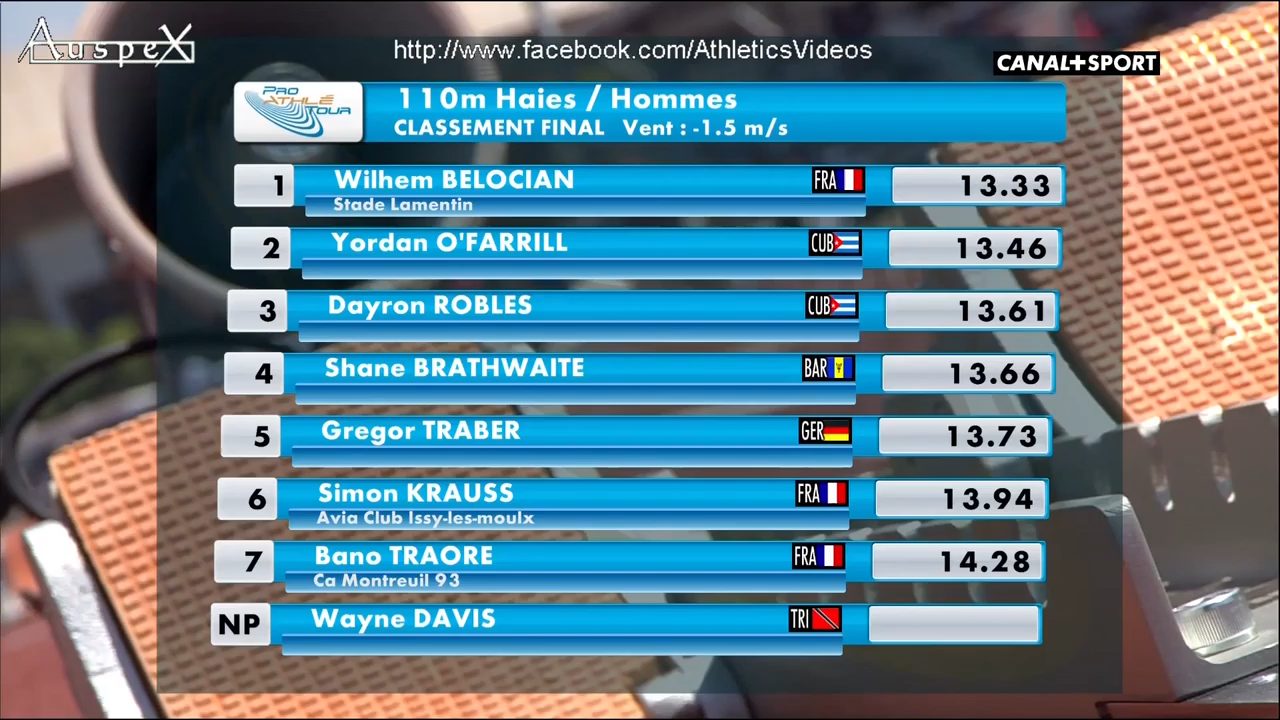 AuspeX
http://www.facebook.com/AthleticsVideos
CANAL+SPORT
PRO ATHLÉ TOUR
110m Haies / Hommes
CLASSEMENT FINAL Vent : -1.5 m/s
1 Wilhem BELOCIAN FRA 13.33
Stade Lamentin
2 Yordan O'FARRILL CUB 13.46
3 Dayron ROBLES CUB 13.61
4 Shane BRATHWAITE BAR 13.66
5 Gregor TRABER GER 13.73
6 Simon KRAUSS FRA 13.94
Avia Club Issy-les-moulx
7 Bano TRAORE FRA 14.28
Ca Montreuil 93
NP Wayne DAVIS TRI